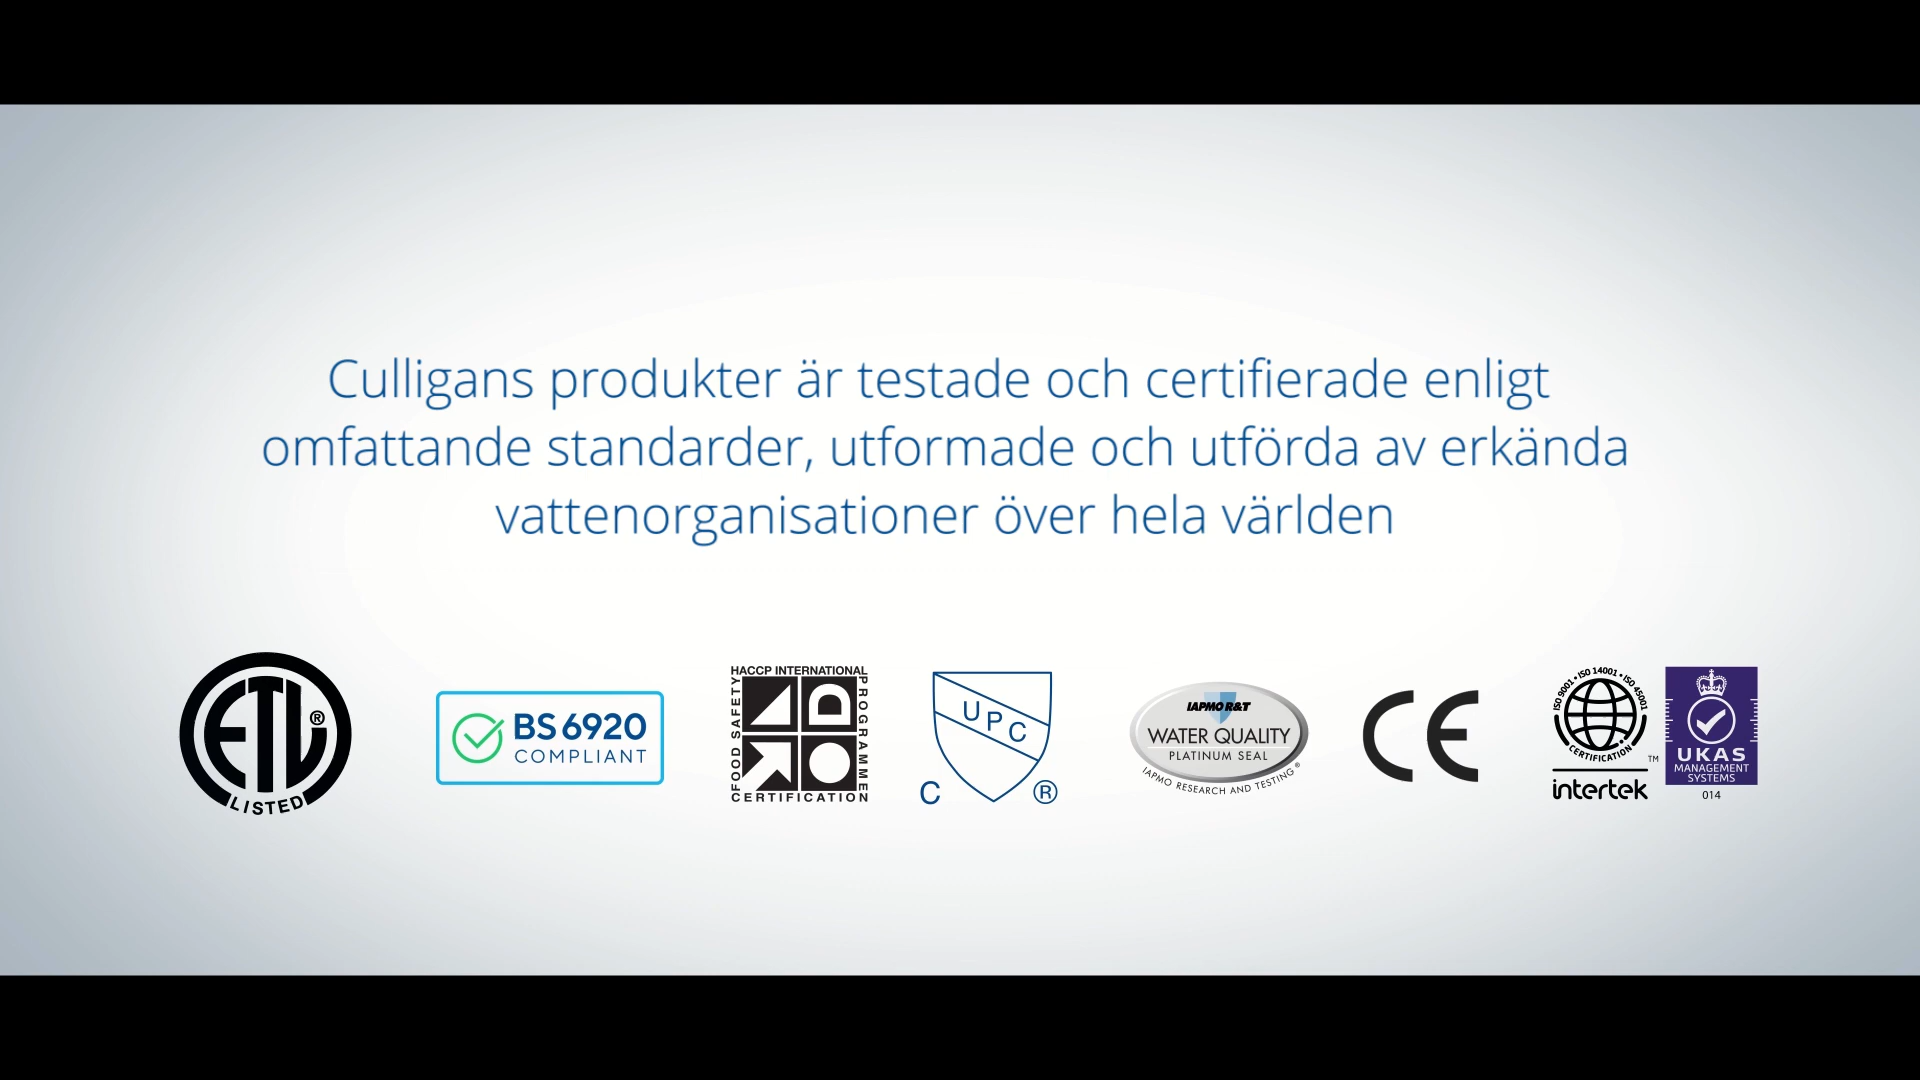 Culligans produkter är testade och certifierade enligt
omfattande standarder, utformade och utförda av erkända
vattenorganisationer över hela världen
ETL®
LISTED
BS 6920
COMPLIANT
HACCP INTERNATIONAL
FOOD SAFETY
PROGRAMME
CERTIFICATION
UPC
C ®
IAPMO R&T
WATER QUALITY
PLATINUM SEAL
IAPMO RESEARCH AND TESTING®
CE
ISO 9001 • ISO 14001 • ISO 45001
CERTIFICATION
TM
intertek
UKAS
MANAGEMENT
SYSTEMS
014